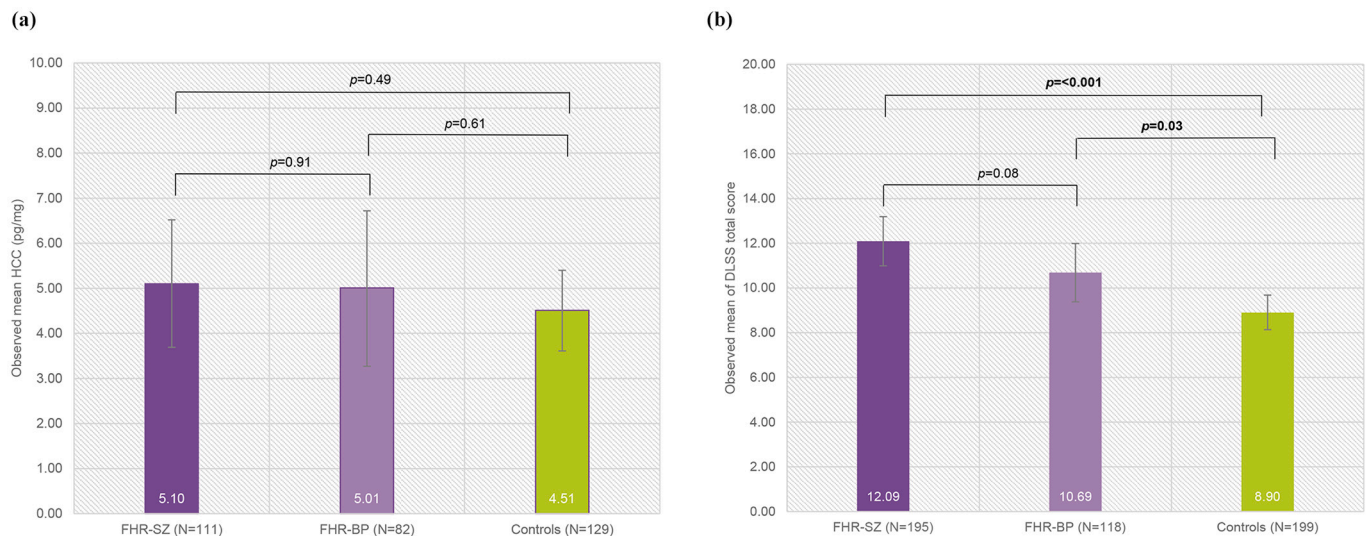 (a)
10.00
9.00
8.00
7.00
6.00
5.00
4.00
3.00
2.00
1.00
0.00
Observed mean HCC (pg/mg)
p=0.49
p=0.61
p=0.91
5.10
5.01
4.51
FHR-SZ (N=111)
FHR-BP (N=82)
Controls (N=129)
(b)
20.00
18.00
16.00
14.00
12.00
10.00
8.00
6.00
4.00
2.00
0.00
Observed mean of DLSS total score
p=<0.001
p=0.03
p=0.08
12.09
10.69
8.90
FHR-SZ (N=195)
FHR-BP (N=118)
Controls (N=199)